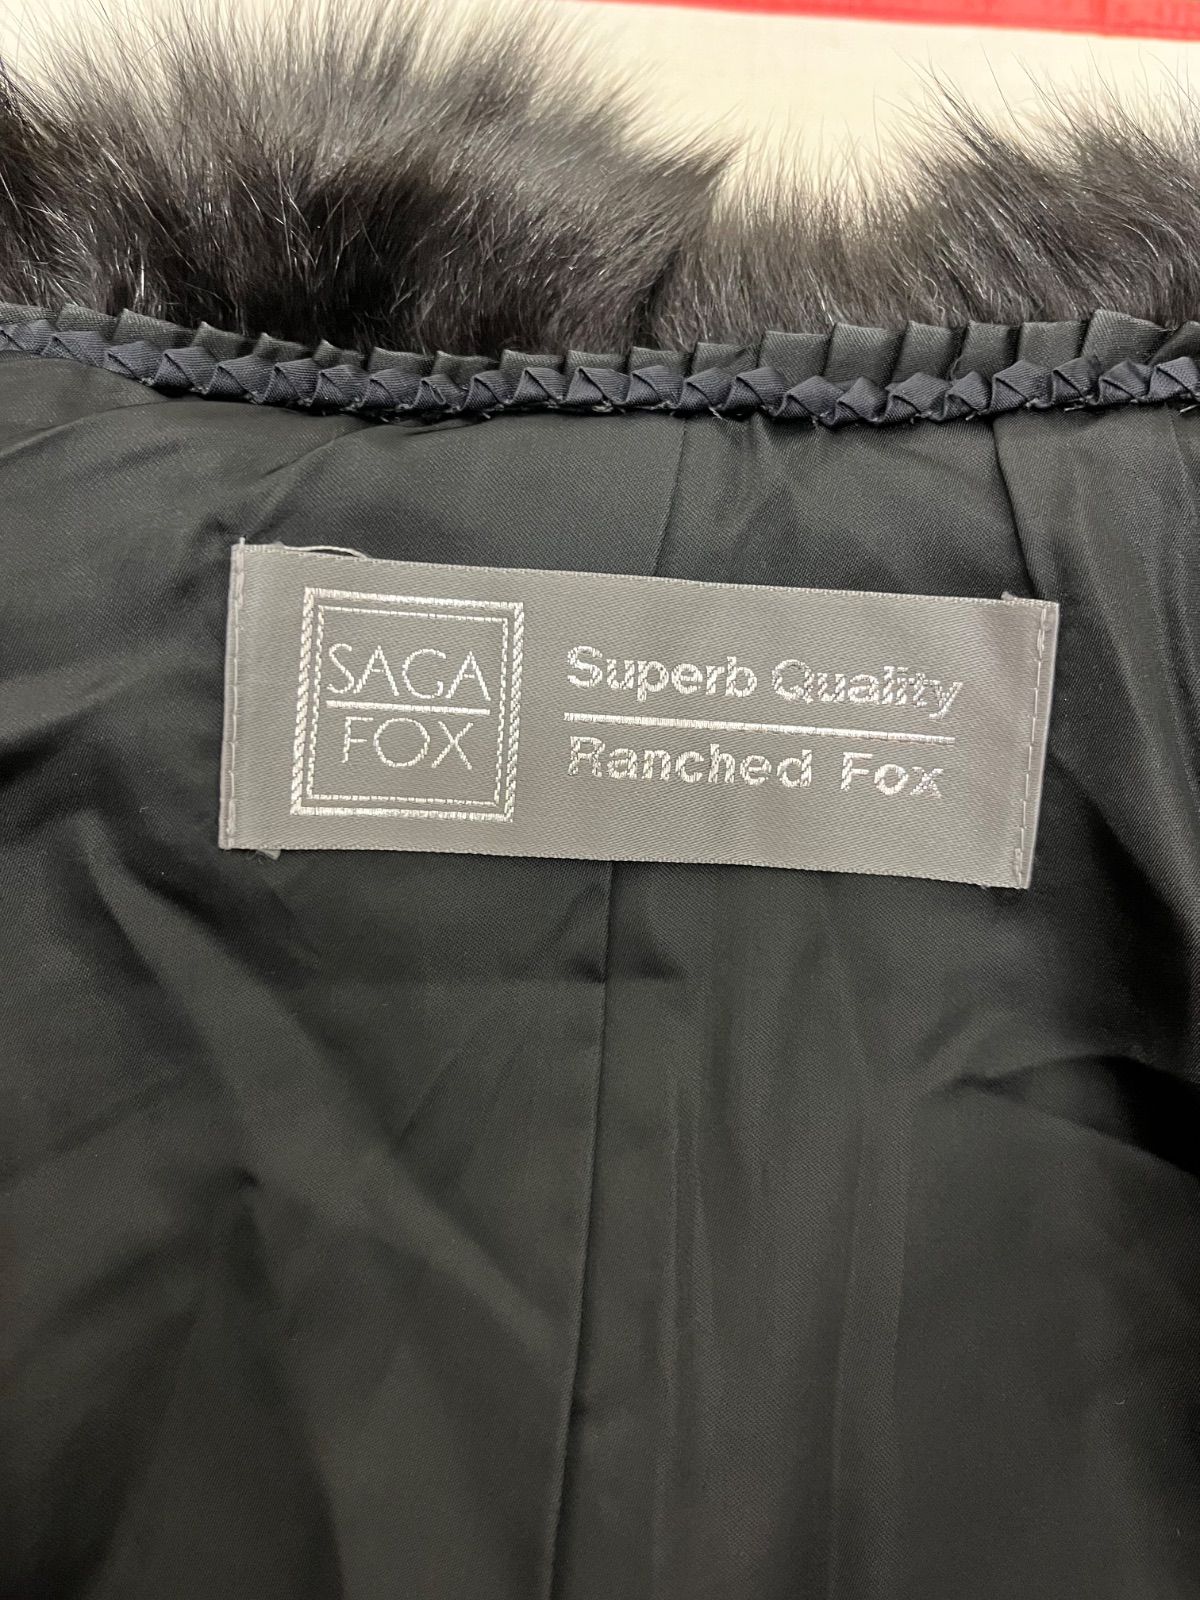 SAGA
FOX
Superb Quality
Ranched Fox